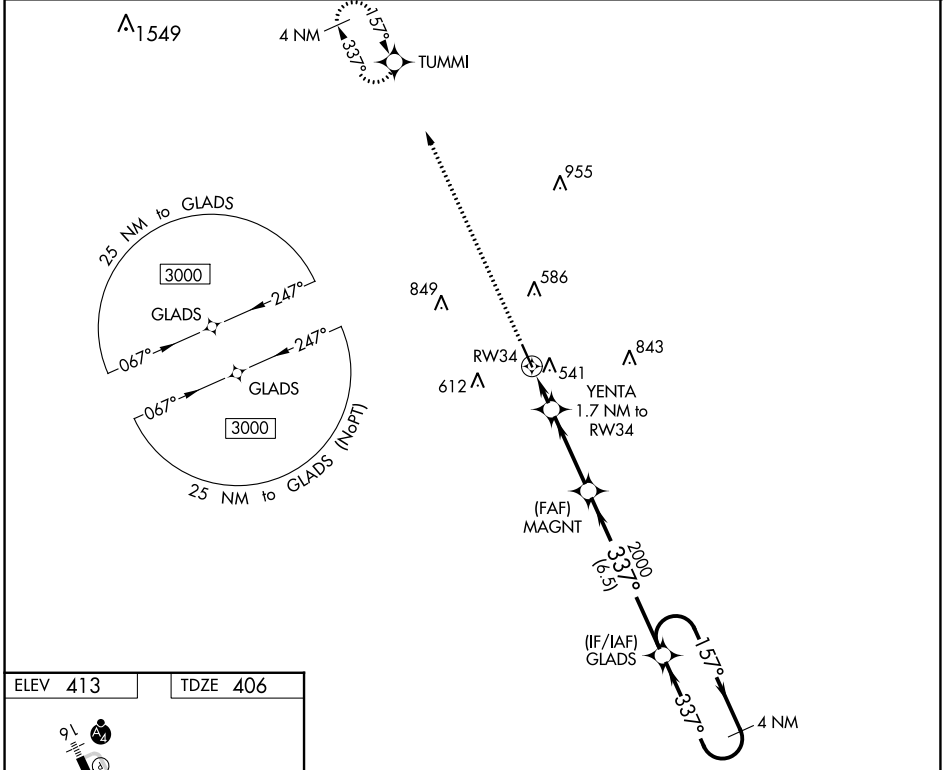 1549
4 NM
157°
337°
TUMMI
955
25 NM to GLADS
3000
GLADS
067°
247°
849
586
067°
247°
GLADS
3000
25 NM to GLADS (NoPT)
RW34
541
843
612
YENTA
1.7 NM to
RW34
(FAF)
MAGNT
2000
337°
(6.5)
(IF/IAF)
GLADS
157°
337°
4 NM
ELEV 413
TDZE 406
16
A4